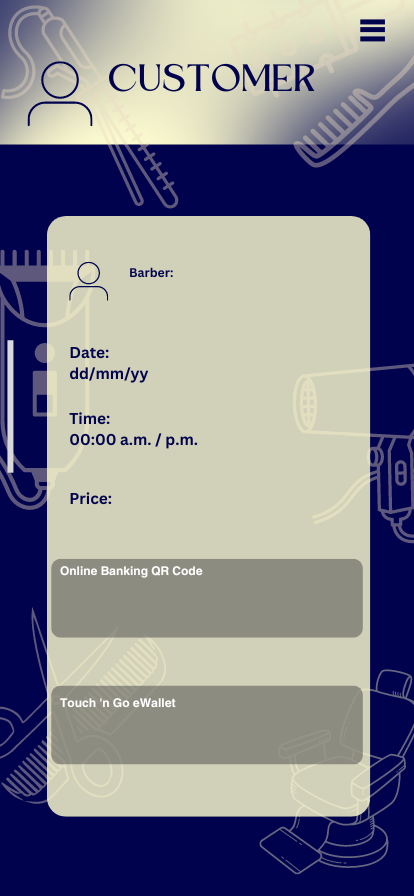 CUSTOMER
Barber:
Date:
dd/mm/yy
Time:
00:00 a.m. / p.m.
Price:
Online Banking QR Code
Touch 'n Go eWallet